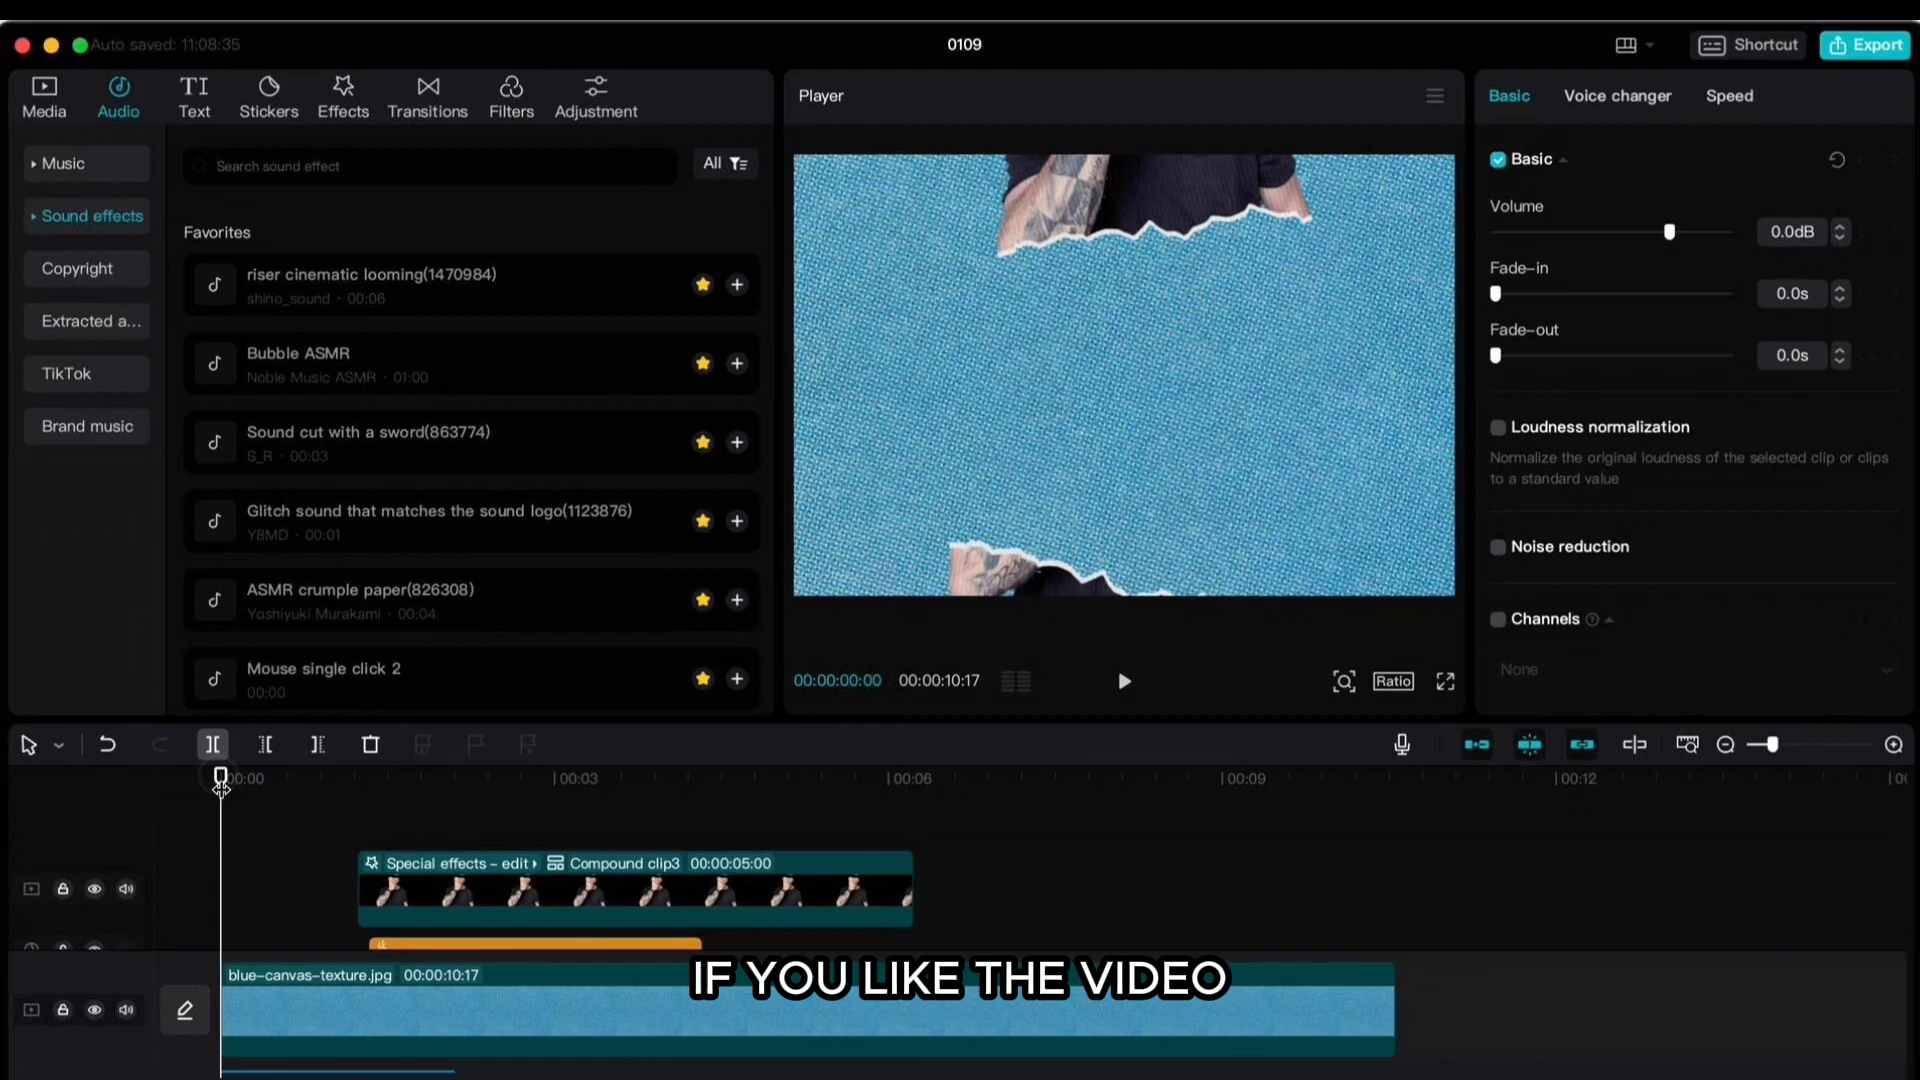 Auto saved: 11:08:35
0109
Shortcut
Export
Media
Audio
TI
Text
Stickers
Effects
Transitions
Filters
Adjustment
Music
Sound effects
Copyright
Extracted a...
TikTok
Brand music
Search sound effect
All
Favorites
riser cinematic looming(1470984)
shino_sound · 00:06
Bubble ASMR
Noble Music ASMR · 01:00
Sound cut with a sword(863774)
S_R · 00:03
Glitch sound that matches the sound logo(1123876)
Y8MD · 00:01
ASMR crumple paper(826308)
Yoshiyuki Murakami · 00:04
Mouse single click 2
00:00
Player
00:00:00:00
00:00:10:17
Ratio
Basic
Voice changer
Speed
Basic
Volume
0.0dB
Fade-in
0.0s
Fade-out
0.0s
Loudness normalization
Normalize the original loudness of the selected clip or clips
to a standard value
Noise reduction
Channels
None
00:00
00:03
00:06
00:09
00:12
Special effects – edit
Compound clip3
00:00:05:00
blue-canvas-texture.jpg
00:00:10:17
IF YOU LIKE THE VIDEO